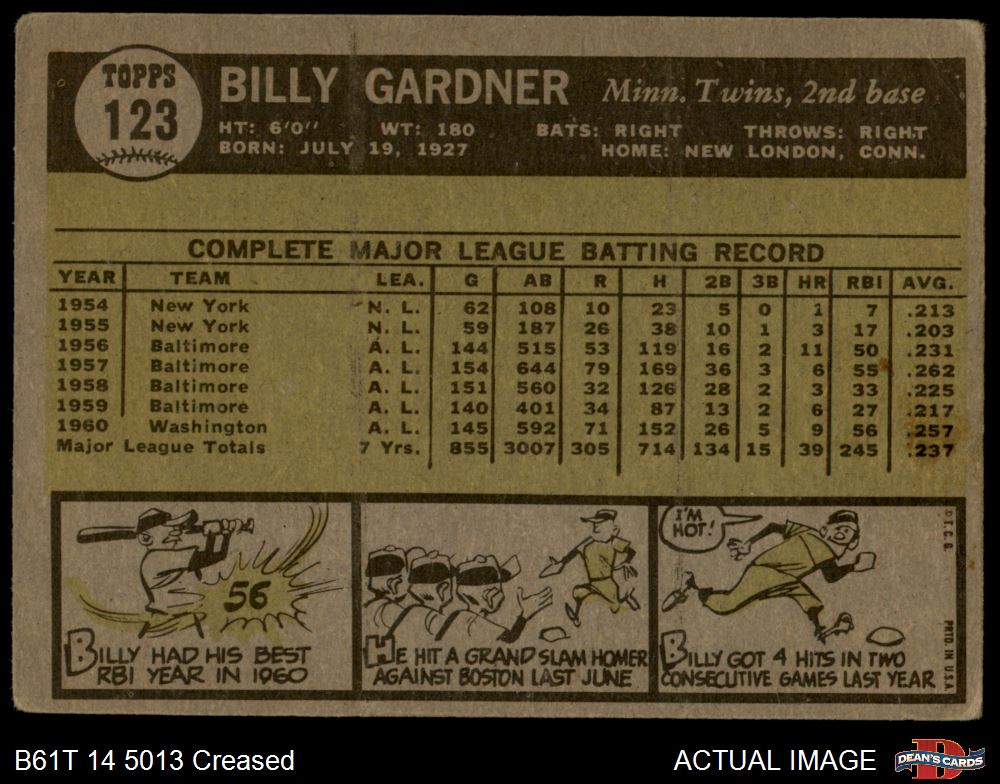 TOPPS
123
BILLY GARDNER Minn. Twins, 2nd base
HT: 6'0" WT: 180 BATS: RIGHT THROWS: RIGHT
BORN: JULY 19, 1927 HOME: NEW LONDON, CONN.
COMPLETE MAJOR LEAGUE BATTING RECORD
YEAR TEAM LEA. G AB R H 2B 3B HR RBI AVG.
1954 New York N. L. 62 108 10 23 5 0 1 7 .213
1955 New York N. L. 59 187 26 38 10 1 3 17 .203
1956 Baltimore A. L. 144 515 53 119 16 2 11 50 .231
1957 Baltimore A. L. 154 644 79 169 36 3 6 55 .262
1958 Baltimore A. L. 151 560 32 126 28 2 3 33 .225
1959 Baltimore A. L. 140 401 34 87 13 2 6 27 .217
1960 Washington A. L. 145 592 71 152 26 5 9 56 .257
Major League Totals 7 Yrs. 855 3007 305 714 134 15 39 245 .237
56
BILLY HAD HIS BEST
RBI YEAR IN 1960
HE HIT A GRAND SLAM HOMER
AGAINST BOSTON LAST JUNE
I'M
HOT!
BILLY GOT 4 HITS IN TWO
CONSECUTIVE GAMES LAST YEAR
©T.C.G.
PRTD. IN U.S.A.
B61T 14 5013 Creased ACTUAL IMAGE
DEAN'S CARDS